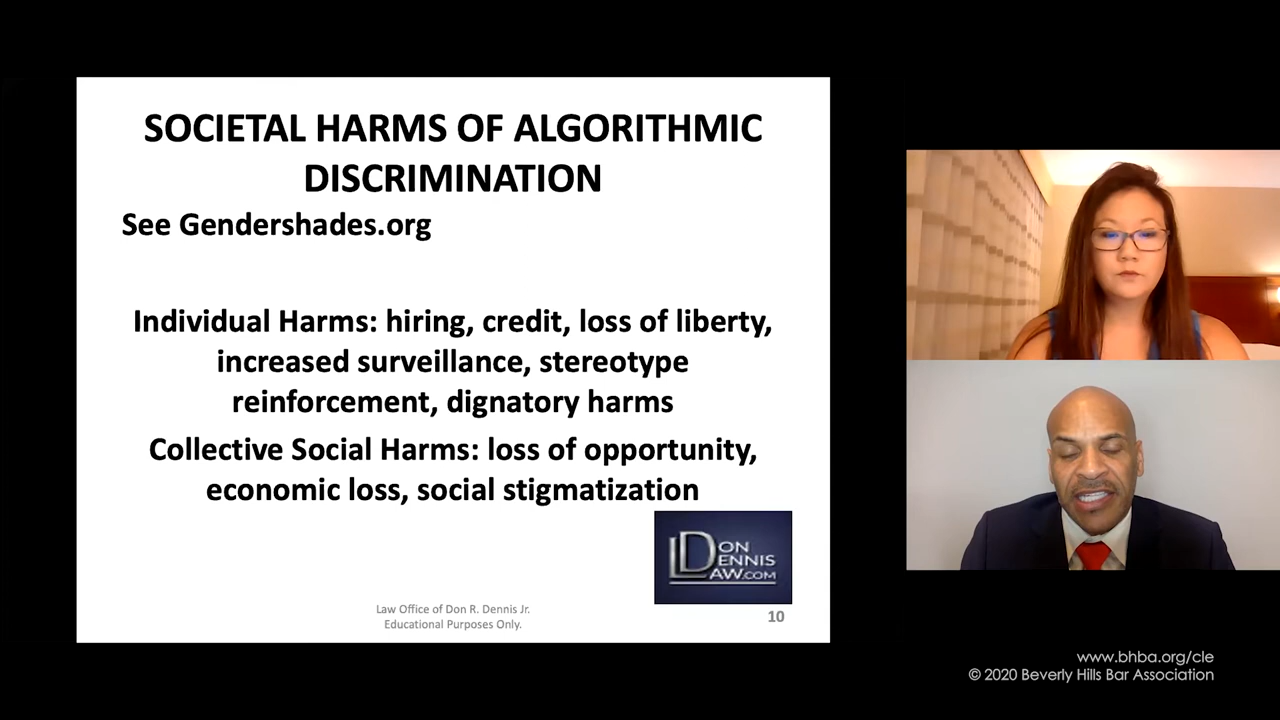 SOCIETAL HARMS OF ALGORITHMIC
DISCRIMINATION
See Gendershades.org
Individual Harms: hiring, credit, loss of liberty,
increased surveillance, stereotype
reinforcement, dignatory harms
Collective Social Harms: loss of opportunity,
economic loss, social stigmatization
DON
DENNIS
LAW.COM
Law Office of Don R. Dennis Jr.
Educational Purposes Only.
10
www.bhba.org/cle
© 2020 Beverly Hills Bar Association